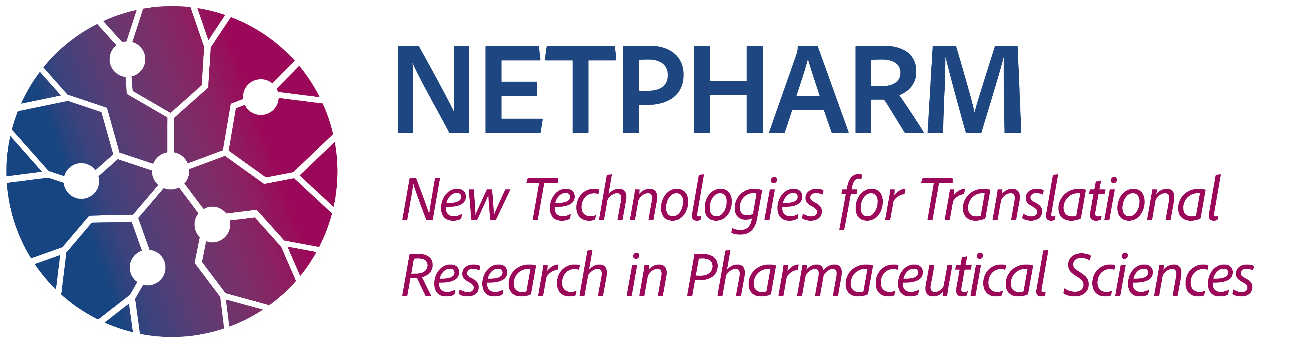 NETPHARM
New Technologies for Translational
Research in Pharmaceutical Sciences